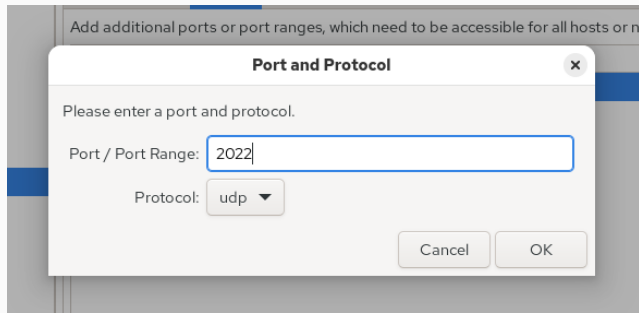 Add additional ports or port ranges, which need to be accessible for all hosts or n
Port and Protocol
Please enter a port and protocol.
Port / Port Range: 2022
Protocol: udp
Cancel OK